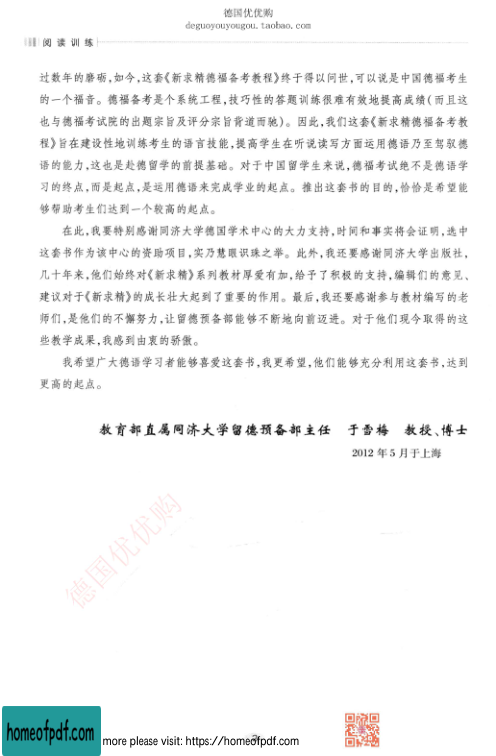 德国优优购
deguoyouyougou.taobao.com
阅读训练
过数年的磨砺,如今,这套《新求精德福备考教程》终于得以问世,可以说是中国德福考生
的一个福音。德福备考是个系统工程,技巧性的答题训练很难有效地提高成绩(而且这
也与德福考试院的出题宗旨及评分宗旨背道而驰)。因此,我们这套《新求精德福备考教
程》旨在建设性地训练考生的语言技能,提高学生在听说读写方面运用德语乃至驾驭德
语的能力,这也是赴德留学的前提基础。对于中国留学生来说,德福考试绝不是德语学
习的终点,而是起点,是运用德语来完成学业的起点。推出这套书的目的,恰恰是希望能
够帮助考生们达到一个较高的起点。
在此,我要特别感谢同济大学德国学术中心的大力支持,时间和事实将会证明,选中
这套书作为该中心的资助项目,实乃慧眼识珠之举。此外,我还要感谢同济大学出版社,
几十年来,他们始终对《新求精》系列教材厚爱有加,给予了积极的支持,编辑们的意见、
建议对于《新求精》的成长壮大起到了重要的作用。最后,我还要感谢参与教材编写的老
师们,是他们的不懈努力,让留德预备部能够不断地向前迈进。对于他们现今取得的这
些教学成果,我感到由衷的骄傲。
我希望广大德语学习者能够喜爱这套书,我更希望,他们能够充分利用这套书,达到
更高的起点。
教育部直属同济大学留德预备部主任 于雪梅 教授、博士
2012 年 5 月于上海
德国优优购
homeofpdf.com
more please visit: https://homeofpdf.com